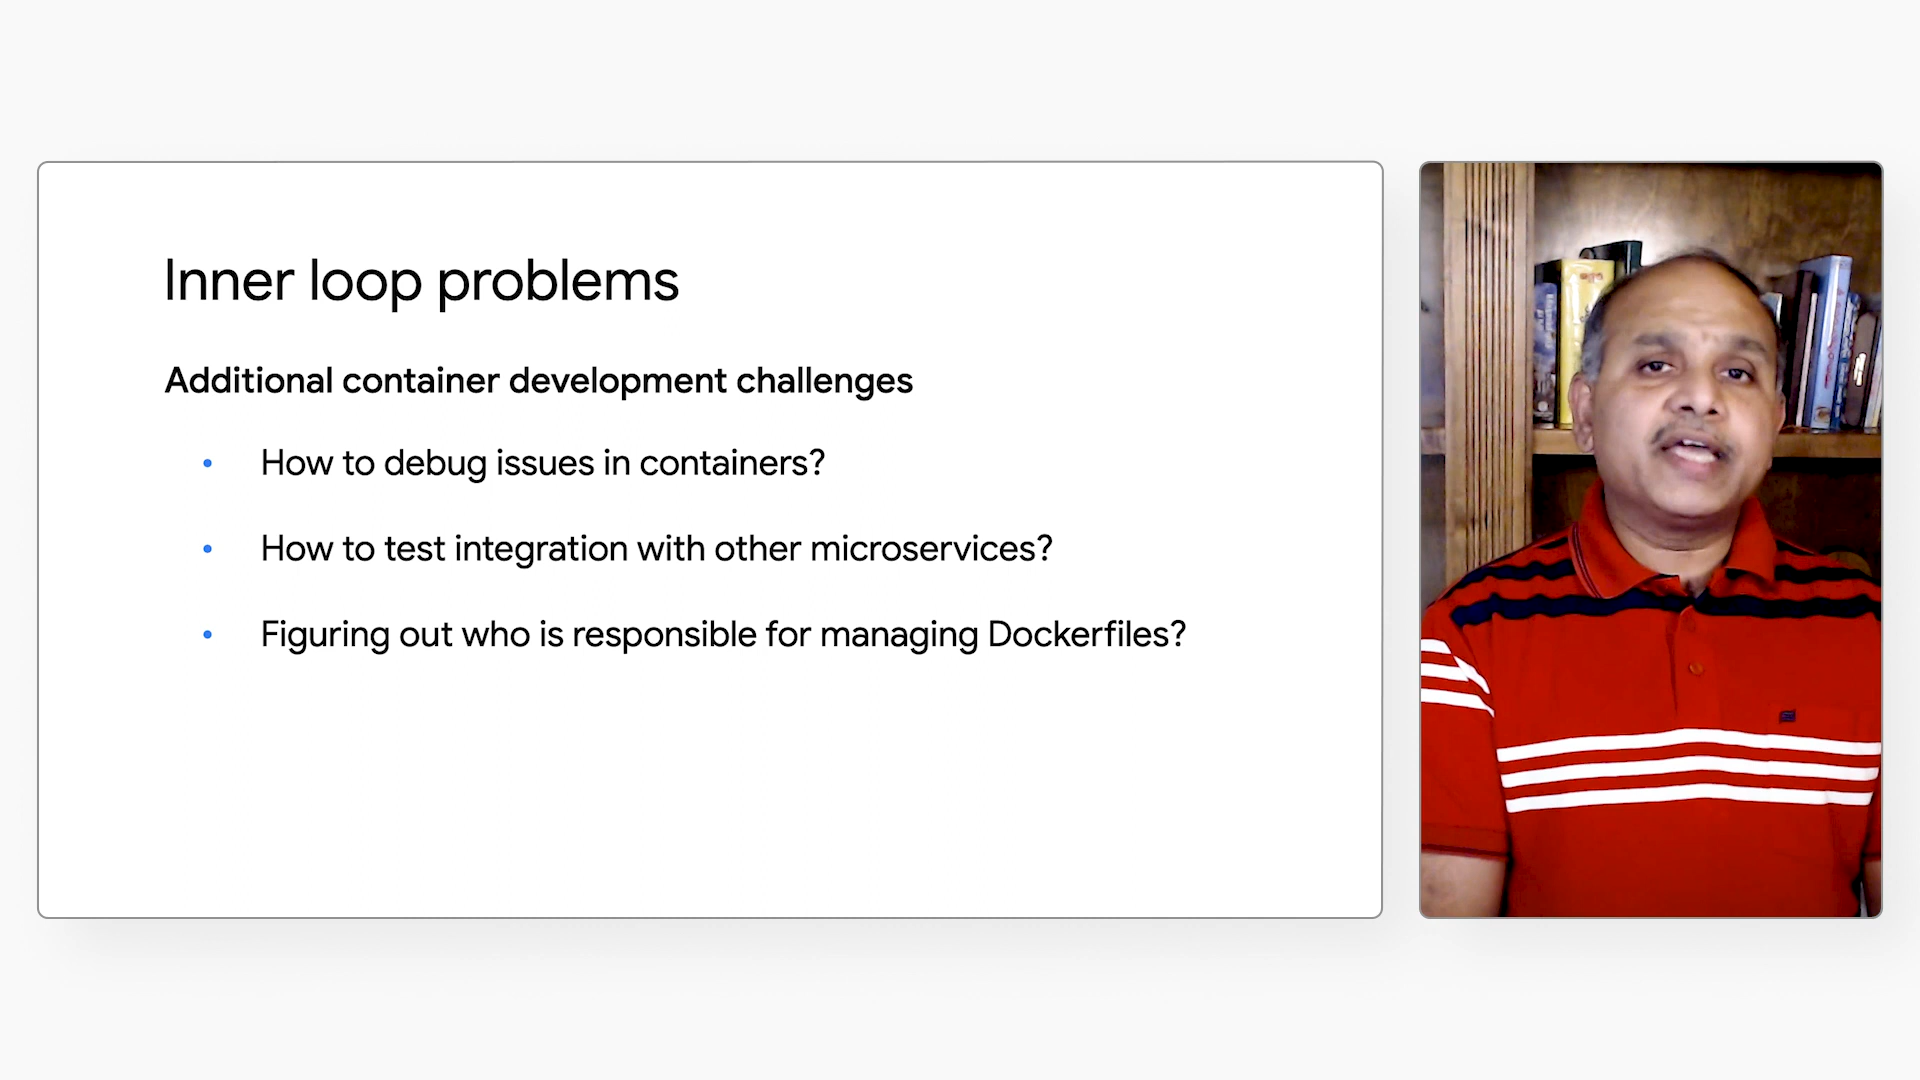 Inner loop problems
Additional container development challenges
• How to debug issues in containers?
• How to test integration with other microservices?
• Figuring out who is responsible for managing Dockerfiles?